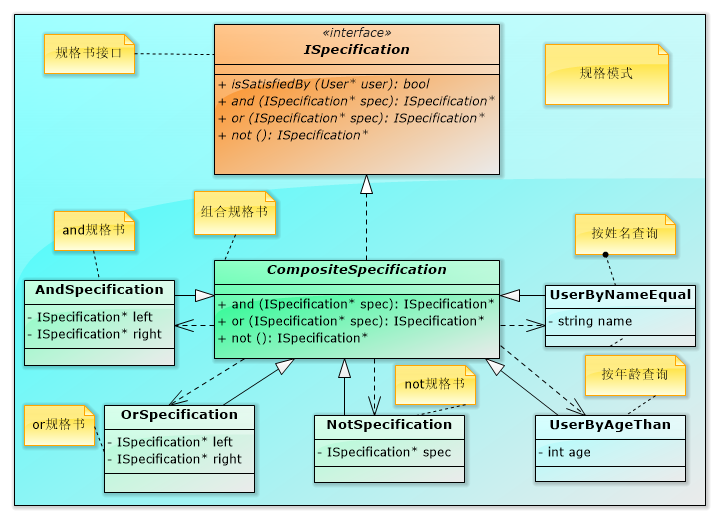 «interface»
ISpecification
规格书接口
规格模式
+ isSatisfiedBy (User* user): bool
+ and (ISpecification* spec): ISpecification*
+ or (ISpecification* spec): ISpecification*
+ not (): ISpecification*
组合规格书
and规格书
按姓名查询
CompositeSpecification
+ and (ISpecification* spec): ISpecification*
+ or (ISpecification* spec): ISpecification*
+ not (): ISpecification*
AndSpecification
- ISpecification* left
- ISpecification* right
UserByNameEqual
- string name
按年龄查询
not规格书
or规格书
OrSpecification
- ISpecification* left
- ISpecification* right
NotSpecification
- ISpecification* spec
UserByAgeThan
- int age